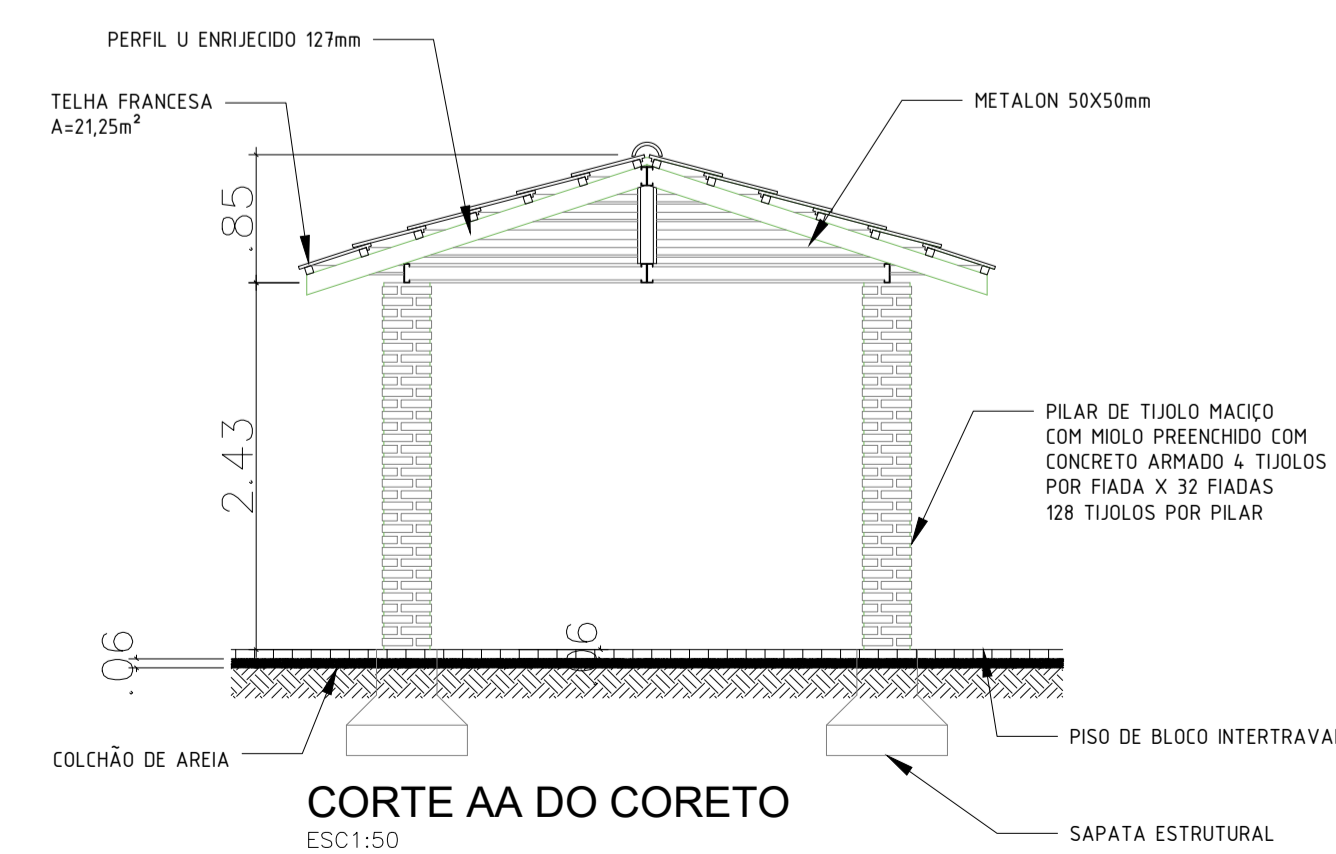 PERFIL U ENRIJECIDO 127mm
TELHA FRANCESA
A=21,25m²
METALON 50X50mm
.85
2.43
PILAR DE TIJOLO MACIÇO
COM MIOLO PREENCHIDO COM
CONCRETO ARMADO 4 TIJOLOS
POR FIADA X 32 FIADAS
128 TIJOLOS POR PILAR
.06
.06
COLCHÃO DE AREIA
PISO DE BLOCO
CORTE AA DO CORETO
ESC1:50
SAPATA ESTRUTURAL